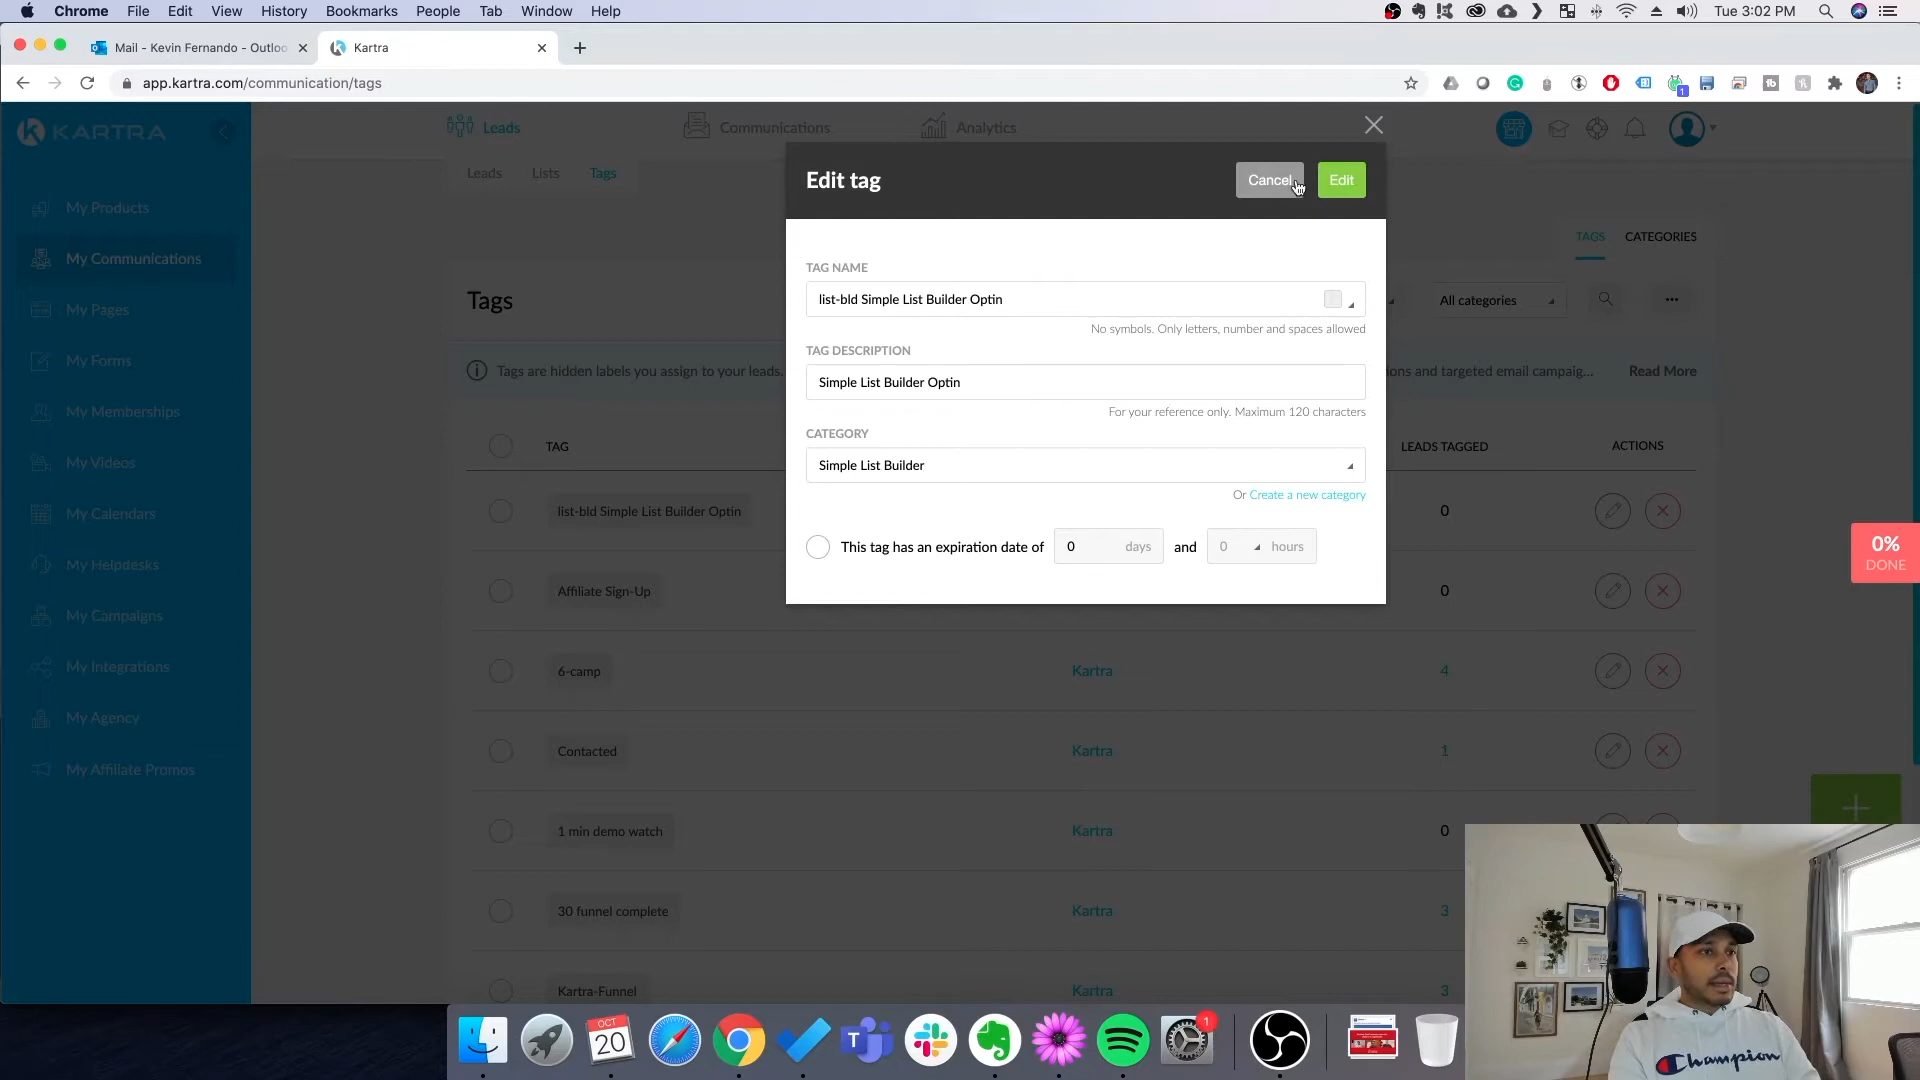 Chrome File Edit View History Bookmarks People Tab Window Help Tue 3:02 PM
Mail - Kevin Fernando - Outloo Kartra
app.kartra.com/communication/tags
KARTRA
Leads Communications Analytics
Leads Lists Tags
My Products
My Communications
My Pages
My Forms
My Memberships
My Videos
My Calendars
My Helpdesks
My Campaigns
My Integrations
My Agency
My Affiliate Promos
Edit tag Cancel Edit
TAGS CATEGORIES
TAG NAME
list-bld Simple List Builder Optin
No symbols. Only letters, number and spaces allowed
TAG DESCRIPTION
Simple List Builder Optin
For your reference only. Maximum 120 characters
CATEGORY
Simple List Builder
Or Create a new category
This tag has an expiration date of 0 days and 0 hours
Tags All categories
Tags are hidden labels you assign to your leads. ions and targeted email campaig... Read More
TAG LEADS TAGGED ACTIONS
list-bld Simple List Builder Optin 0
Affiliate Sign-Up 0
6-camp Kartra 4
Contacted Kartra 1
1 min demo watch Kartra 0
30 funnel complete Kartra 3
Kartra-Funnel Kartra 3
0%
DONE
OCT
20
1
Champion